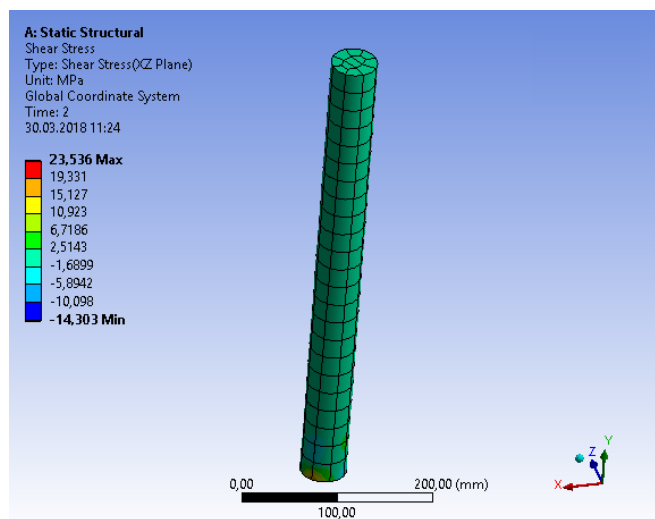 A: Static Structural
Shear Stress
Type: Shear Stress(XZ Plane)
Unit: MPa
Global Coordinate System
Time: 2
30.03.2018 11:24
23,536 Max
19,331
15,127
10,923
6,7186
2,5143
-1,6899
-5,8942
-10,098
-14,303 Min
0,00
200,00 (mm)
100,00
Y
Z
X